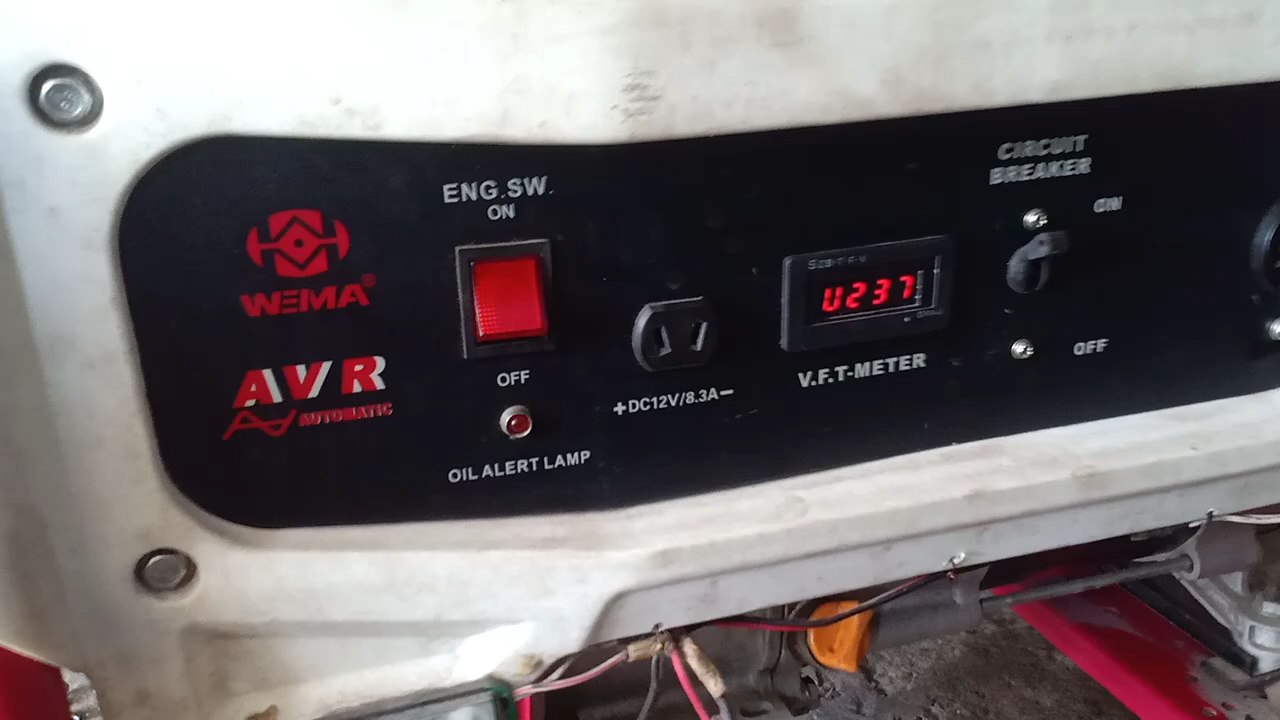 ENG.SW.
ON
OFF
OIL ALERT LAMP
WEMA®
AVR
AUTOMATIC
+DC12V/8.3A−
U237
V.F.T-METER
CIRCUIT
BREAKER
ON
OFF